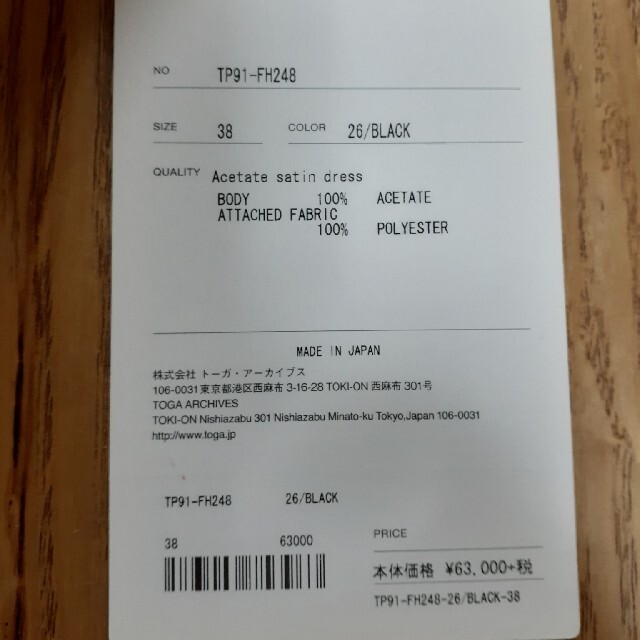 NO TP91-FH248
SIZE 38 COLOR 26/BLACK
QUALITY Acetate satin dress
BODY 100% ACETATE
ATTACHED FABRIC
100% POLYESTER
MADE IN JAPAN
株式会社 トーガ・アーカイブス
106-0031 東京都港区西麻布 3-16-28 TOKI-ON 西麻布 301号
TOGA ARCHIVES
TOKI-ON Nishiazabu 301 Nishiazabu Minato-ku Tokyo,Japan 106-0031
http://www.toga.jp
TP91-FH248 26/BLACK
38 63000
PRICE
本体価格 ¥63,000+税
TP91-FH248-26/BLACK-38